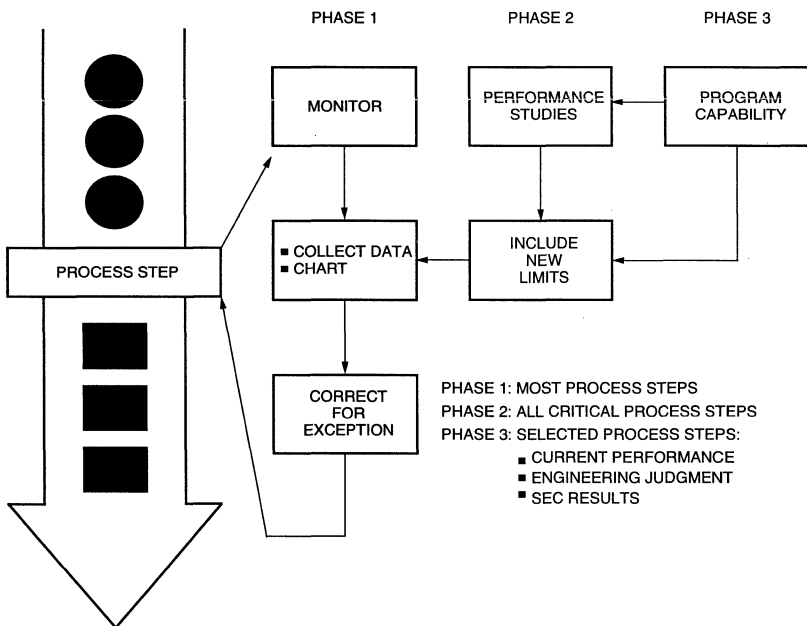 PHASE 1
PHASE 2
PHASE 3
MONITOR
PERFORMANCE
STUDIES
PROGRAM
CAPABILITY
PROCESS STEP
■ COLLECT DATA
■ CHART
INCLUDE
NEW
LIMITS
CORRECT
FOR
EXCEPTION
PHASE 1: MOST PROCESS STEPS
PHASE 2: ALL CRITICAL PROCESS STEPS
PHASE 3: SELECTED PROCESS STEPS:
■ CURRENT PERFORMANCE
■ ENGINEERING JUDGMENT
■ SEC RESULTS